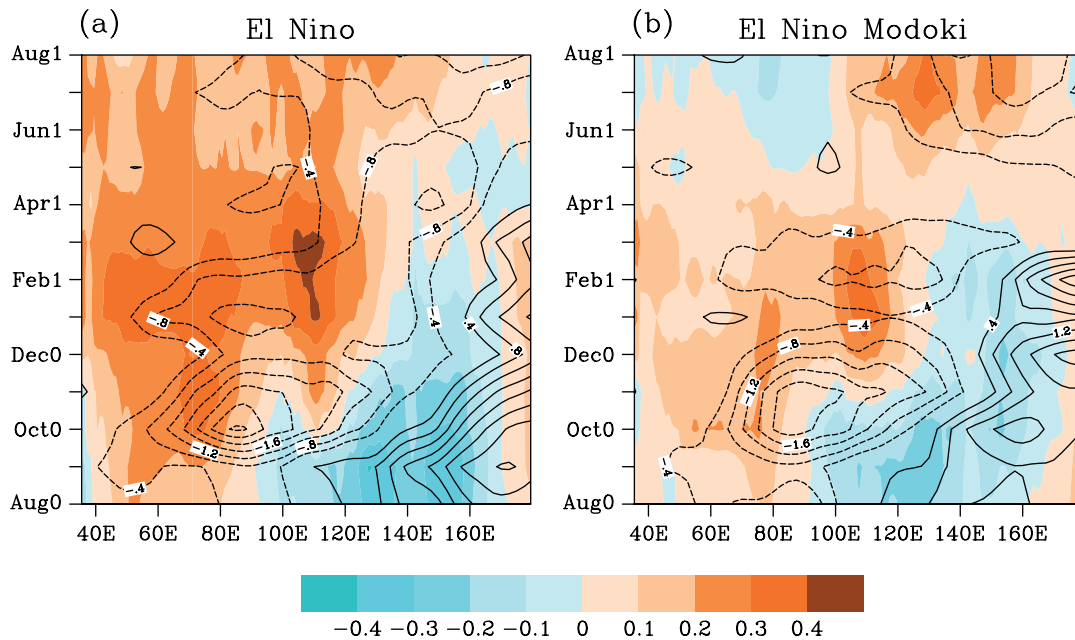 (a)
El Nino
Aug1
Jun1
Apr1
Feb1
Dec0
Oct0
Aug0
40E 60E 80E 100E 120E 140E 160E
-.8
-.4
-.8
-.8
-.8
-.4
-.4
.4
.8
-1.2
-1.6
-.8
-.4
(b)
El Nino Modoki
Aug1
Jun1
Apr1
Feb1
Dec0
Oct0
Aug0
40E 60E 80E 100E 120E 140E 160E
-.4
-.4
-.4
.4
1.2
-.8
-1.2
-1.6
-.4
-0.4 -0.3 -0.2 -0.1 0 0.1 0.2 0.3 0.4